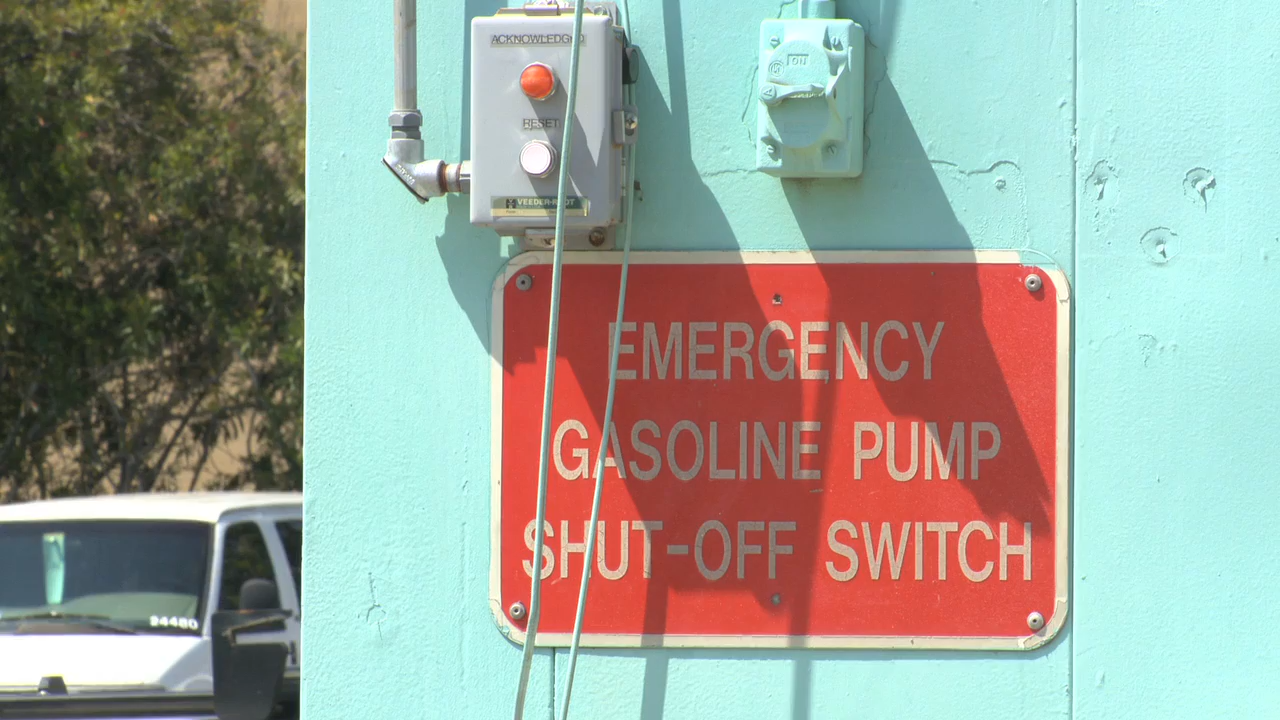 ACKNOWLEDGE
ON
RESET
VEEDER-ROOT
EMERGENCY
GASOLINE PUMP
SHUT-OFF SWITCH
24480